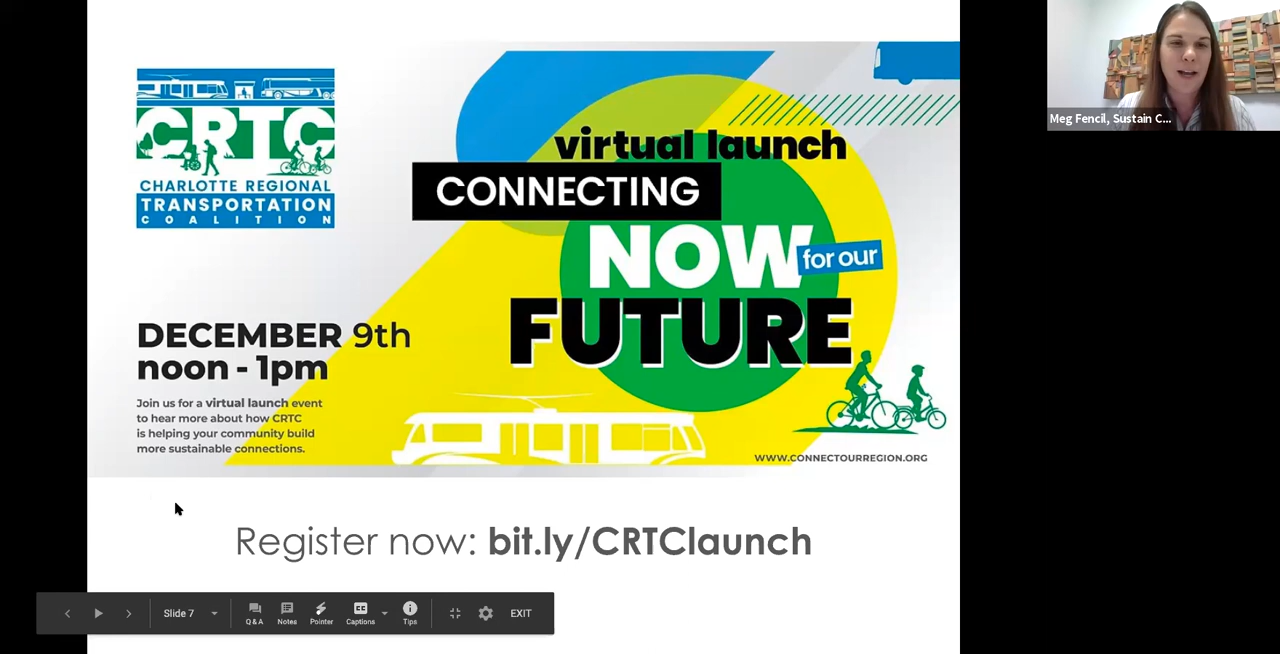 CRTC
CHARLOTTE REGIONAL
TRANSPORTATION
COALITION
virtual launch
CONNECTING
NOW
for our
FUTURE
DECEMBER 9th
noon - 1pm
Join us for a virtual launch event
to hear more about how CRTC
is helping your community build
more sustainable connections.
WWW.CONNECTOURREGION.ORG
Register now: bit.ly/CRTClaunch
Meg Fencil, Sustain C...
Slide 7
Q & A
Notes
Pointer
CC
Captions
Tips
EXIT